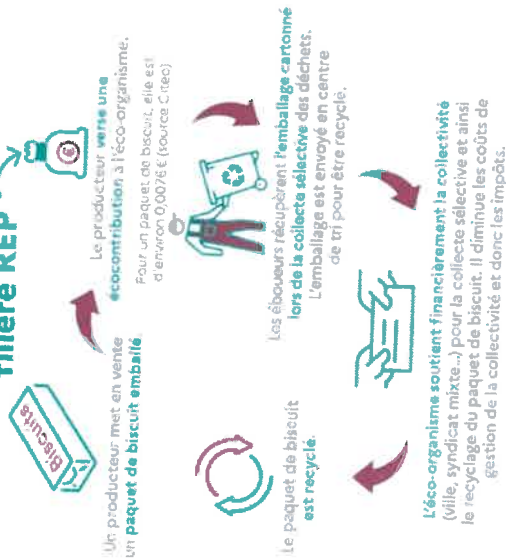 filière REP
Biscuits
Un producteur met en vente
un paquet de biscuit emballé.
Le producteur verse une
écocontribution à l'éco-organisme.
Pour un paquet de biscuit, elle est
d'environ 0,0076 € (source Citeo)
Les éboueurs récupèrent l'emballage cartonné
lors de la collecte sélective des déchets.
L'emballage est envoyé en centre
de tri pour être recyclé.
L'éco-organisme soutient financièrement la collectivité
(ville, syndicat mixte...) pour la collecte sélective et ainsi
le recyclage du paquet de biscuit. Il diminue les coûts de
gestion de la collectivité et donc les impôts.
Le paquet de biscuit
est recyclé.